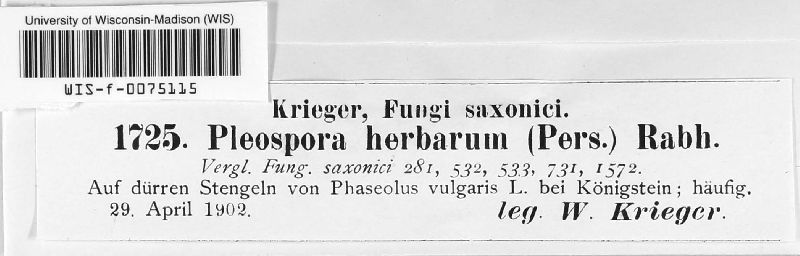 University of Wisconsin-Madison (WIS)
WIS-f-0075115
Krieger, Fungi saxonici.
1725. Pleospora herbarum (Pers.) Rabh.
Vergl. Fung. saxonici 281, 532, 533, 731, 1572.
Auf dürren Stengeln von Phaseolus vulgaris L. bei Königstein; häufig.
29. April 1902. leg. W. Krieger.